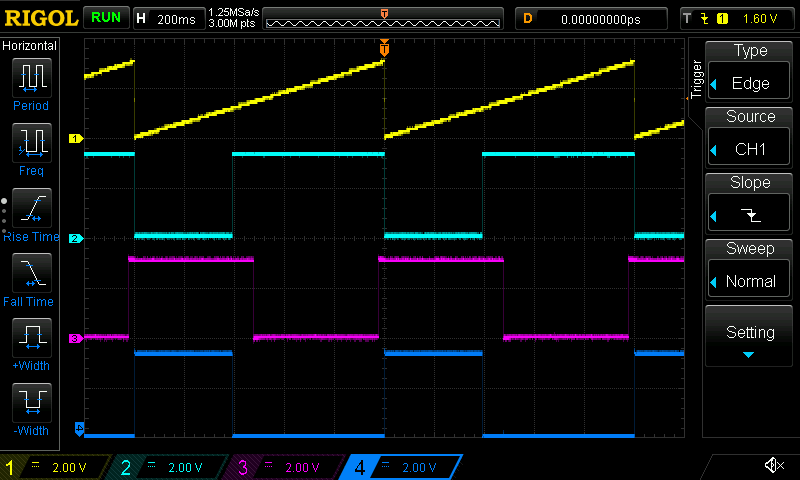 RIGOL RUN H 200ms 1.25MSa/s 3.00M pts T D 0.00000000ps T 1 1.60 V
Horizontal
Period
Freq
Rise Time
Fall Time
+Width
-Width
T
1
2
3
Trigger
Type
Edge
Source
CH1
Slope
Sweep
Normal
Setting
1 2.00 V 2 2.00 V 3 2.00 V 4 2.00 V